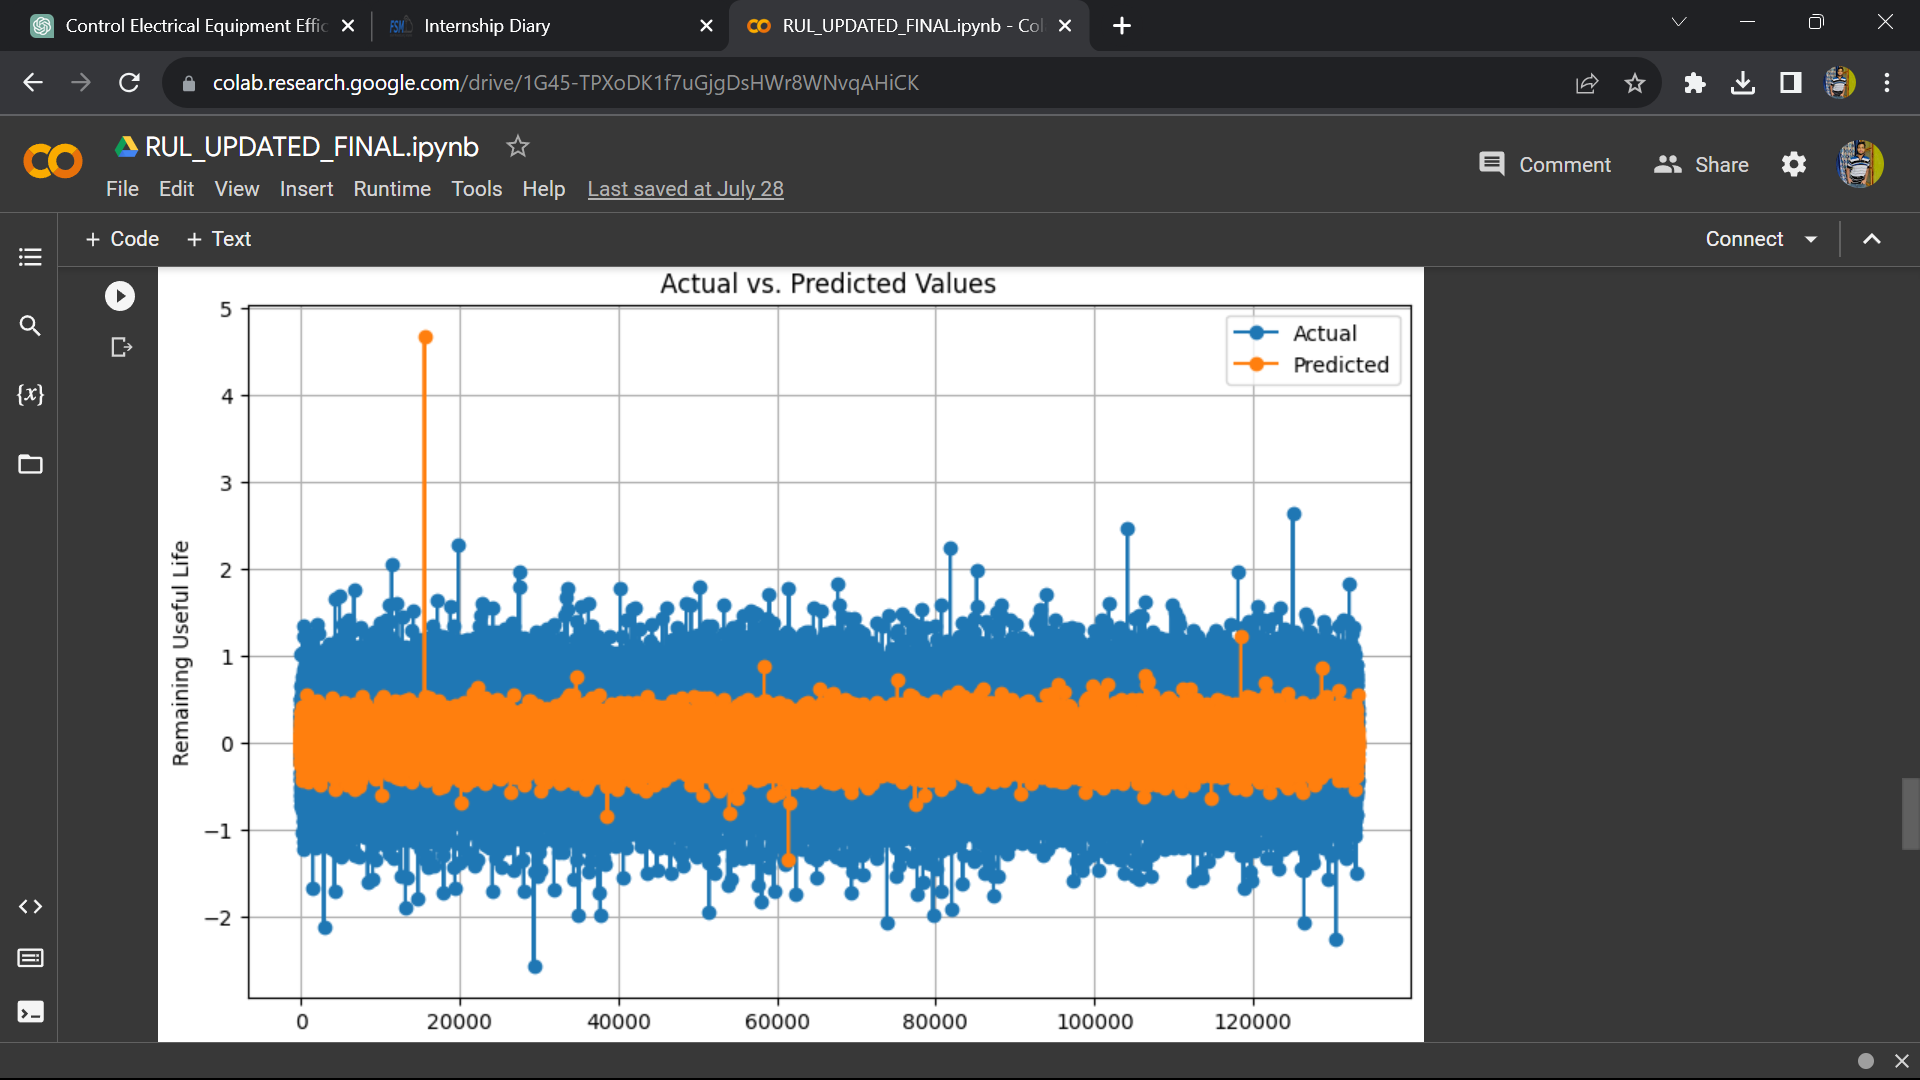 Control Electrical Equipment Effic
Internship Diary
RUL_UPDATED_FINAL.ipynb - Col
colab.research.google.com/drive/1G45-TPXoDK1f7uGjgDsHWr8WNvqAHiCK
RUL_UPDATED_FINAL.ipynb
File Edit View Insert Runtime Tools Help Last saved at July 28
Comment Share
+ Code + Text
Connect
{x}
Actual vs. Predicted Values
Actual
Predicted
Remaining Useful Life
5
4
3
2
1
0
−1
−2
0 20000 40000 60000 80000 100000 120000